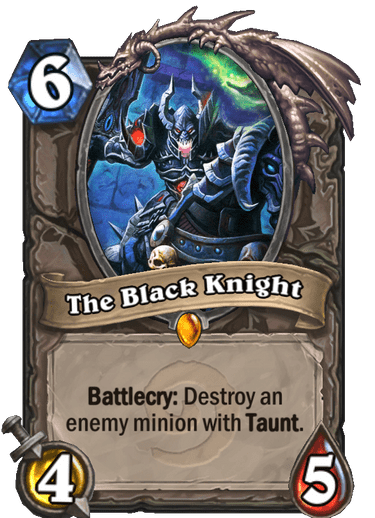 6
The Black Knight
Battlecry: Destroy an
enemy minion with Taunt.
4
5